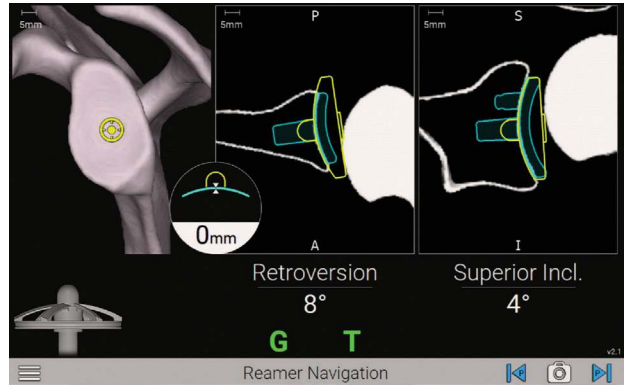 5mm
5mm
P
5mm
S
0mm
A
I
Retroversion
Superior Incl.
8°
4°
G T
v2.1
Reamer Navigation
P
P